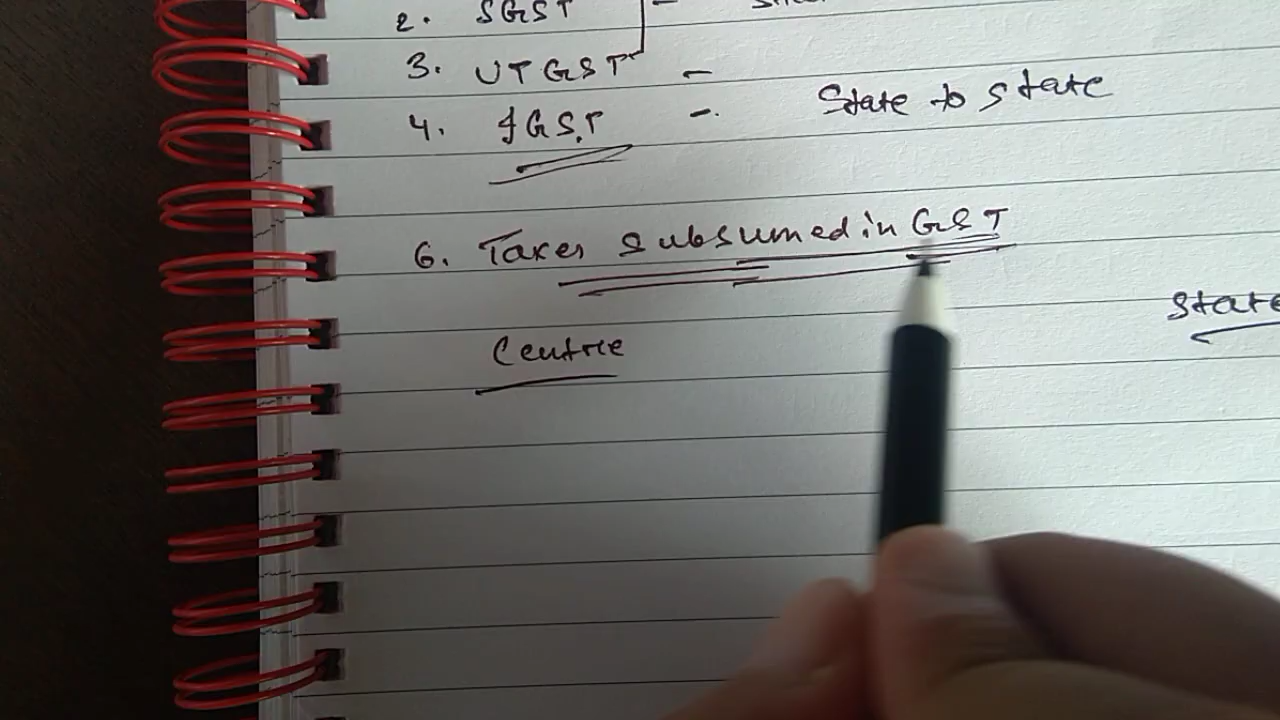 2. SGST -
3. UTGST -
4. IGST - State to state
6. Taxes subsumed in GST
State
Centre